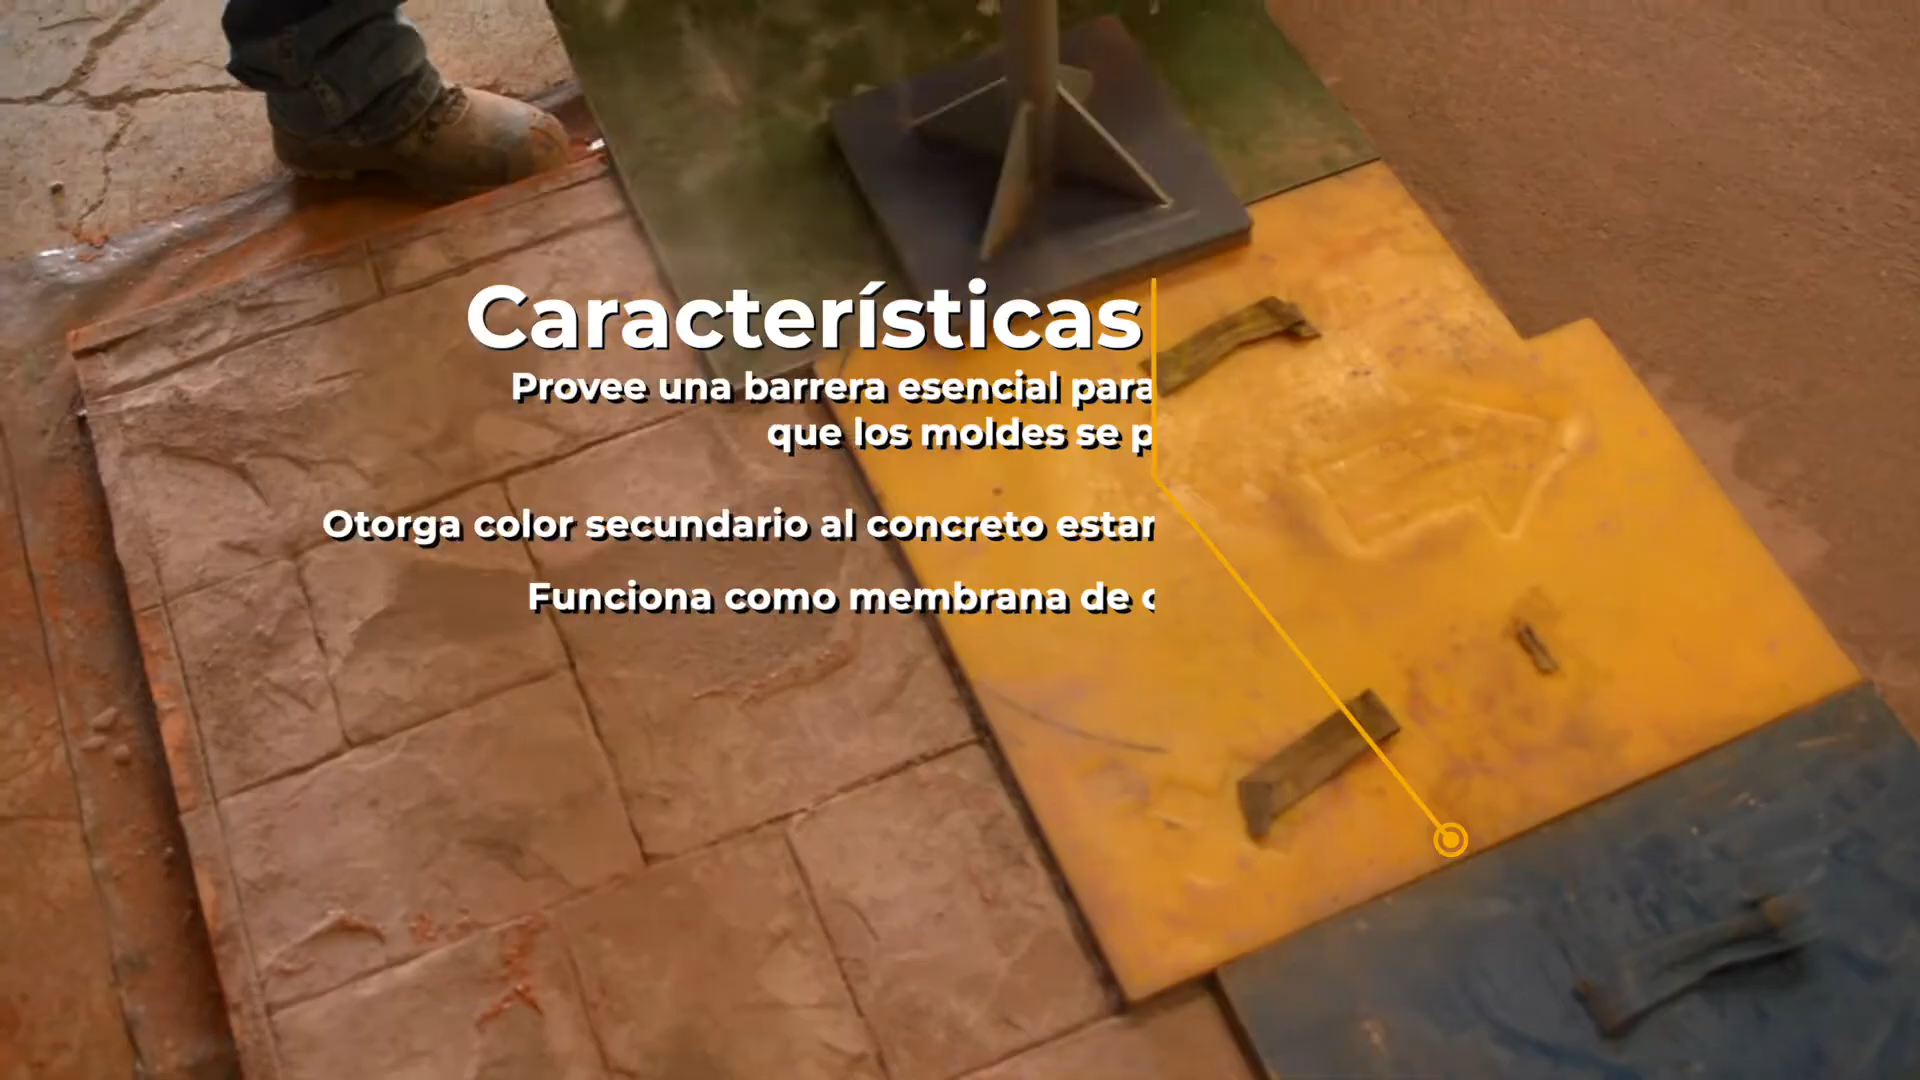 Características
Provee una barrera esencial para
que los moldes se
Otorga color secundario al concreto
Funciona como membrana de